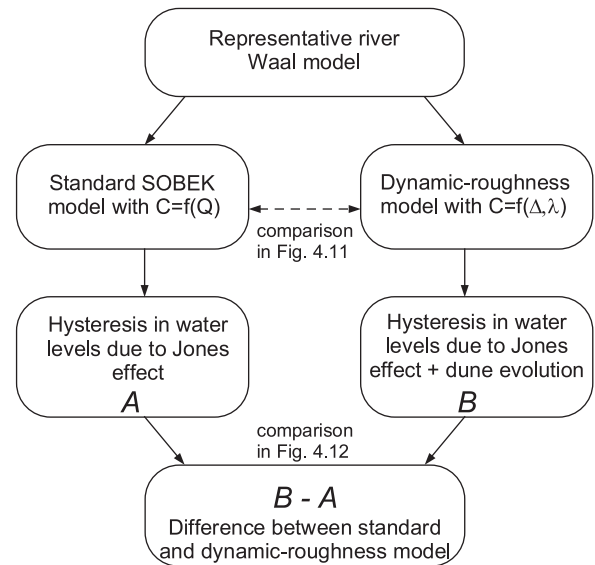 Representative river
Waal model
Standard SOBEK
model with C=f(Q)
Dynamic-roughness
model with C=f(Δ,λ)
comparison
in Fig. 4.11
Hysteresis in water
levels due to Jones
effect
A
Hysteresis in water
levels due to Jones
effect + dune evolution
B
comparison
in Fig. 4.12
B - A
Difference between standard
and dynamic-roughness model